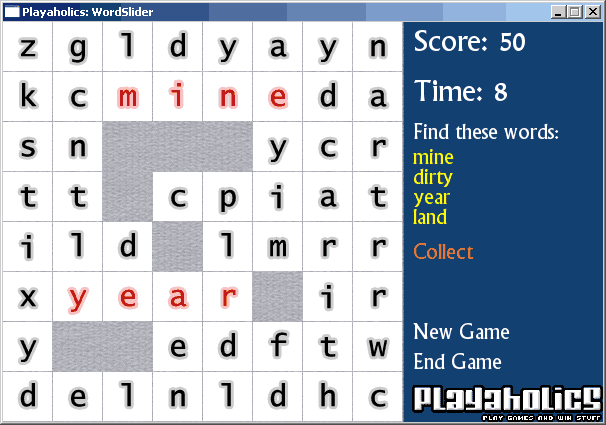 Playaholics: WordSlider
z g l d y a y n
k c m i n e d a
s n y c r
t t c p i a t
i l d l m r r
x y e a r i r
y e d f t w
d e l n l d h c
Score: 50
Time: 8
Find these words:
mine
dirty
year
land
Collect
New Game
End Game
PLAYAHOLICS
PLAY GAMES AND WIN STUFF